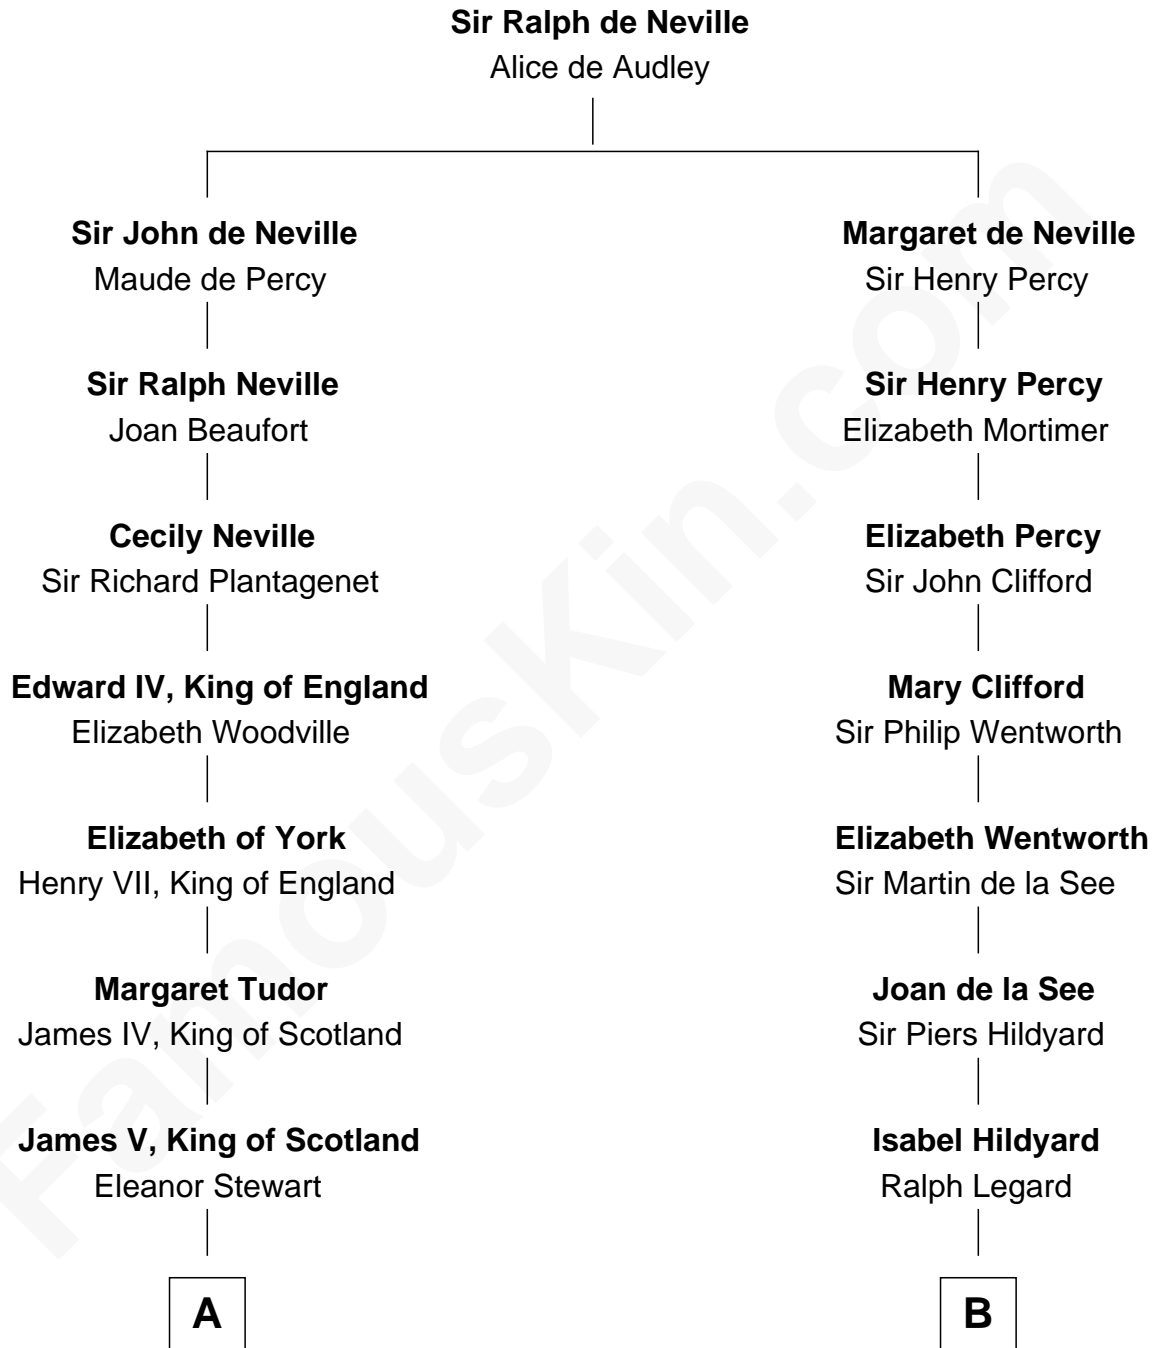 Sir Ralph de Neville
Alice de Audley
Sir John de Neville
Maude de Percy
Margaret de Neville
Sir Henry Percy
Sir Ralph Neville
Joan Beaufort
Sir Henry Percy
Elizabeth Mortimer
Cecily Neville
Sir Richard Plantagenet
Elizabeth Percy
Sir John Clifford
Edward IV, King of England
Elizabeth Woodville
Mary Clifford
Sir Philip Wentworth
Elizabeth of York
Henry VII, King of England
Elizabeth Wentworth
Sir Martin de la See
Margaret Tudor
James IV, King of Scotland
Joan de la See
Sir Piers Hildyard
James V, King of Scotland
Eleanor Stewart
Isabel Hildyard
Ralph Legard
A
B
FamousKin.com